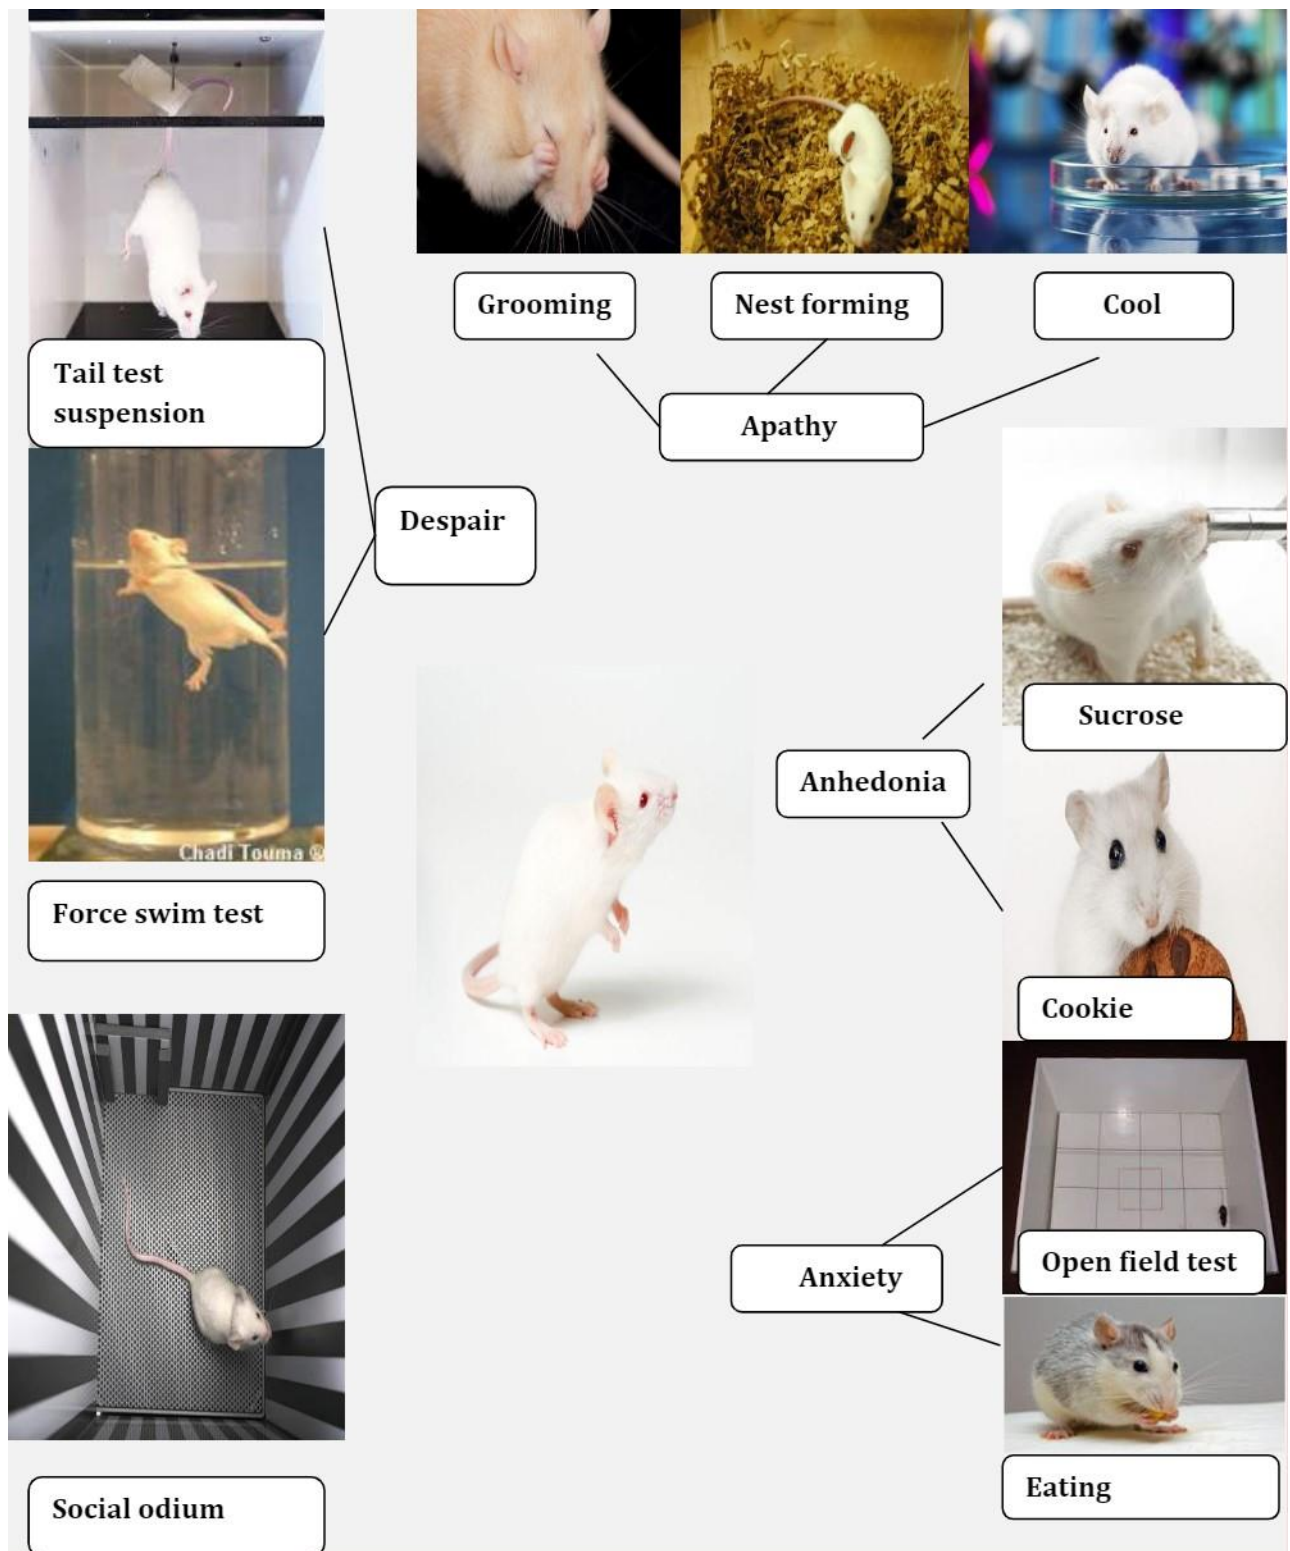 Grooming
Nest forming
Cool
Tail test
suspension
Apathy
Despair
Sucrose
Anhedonia
Chadi Touma ®
Force swim test
Cookie
Open field test
Anxiety
Eating
Social odium